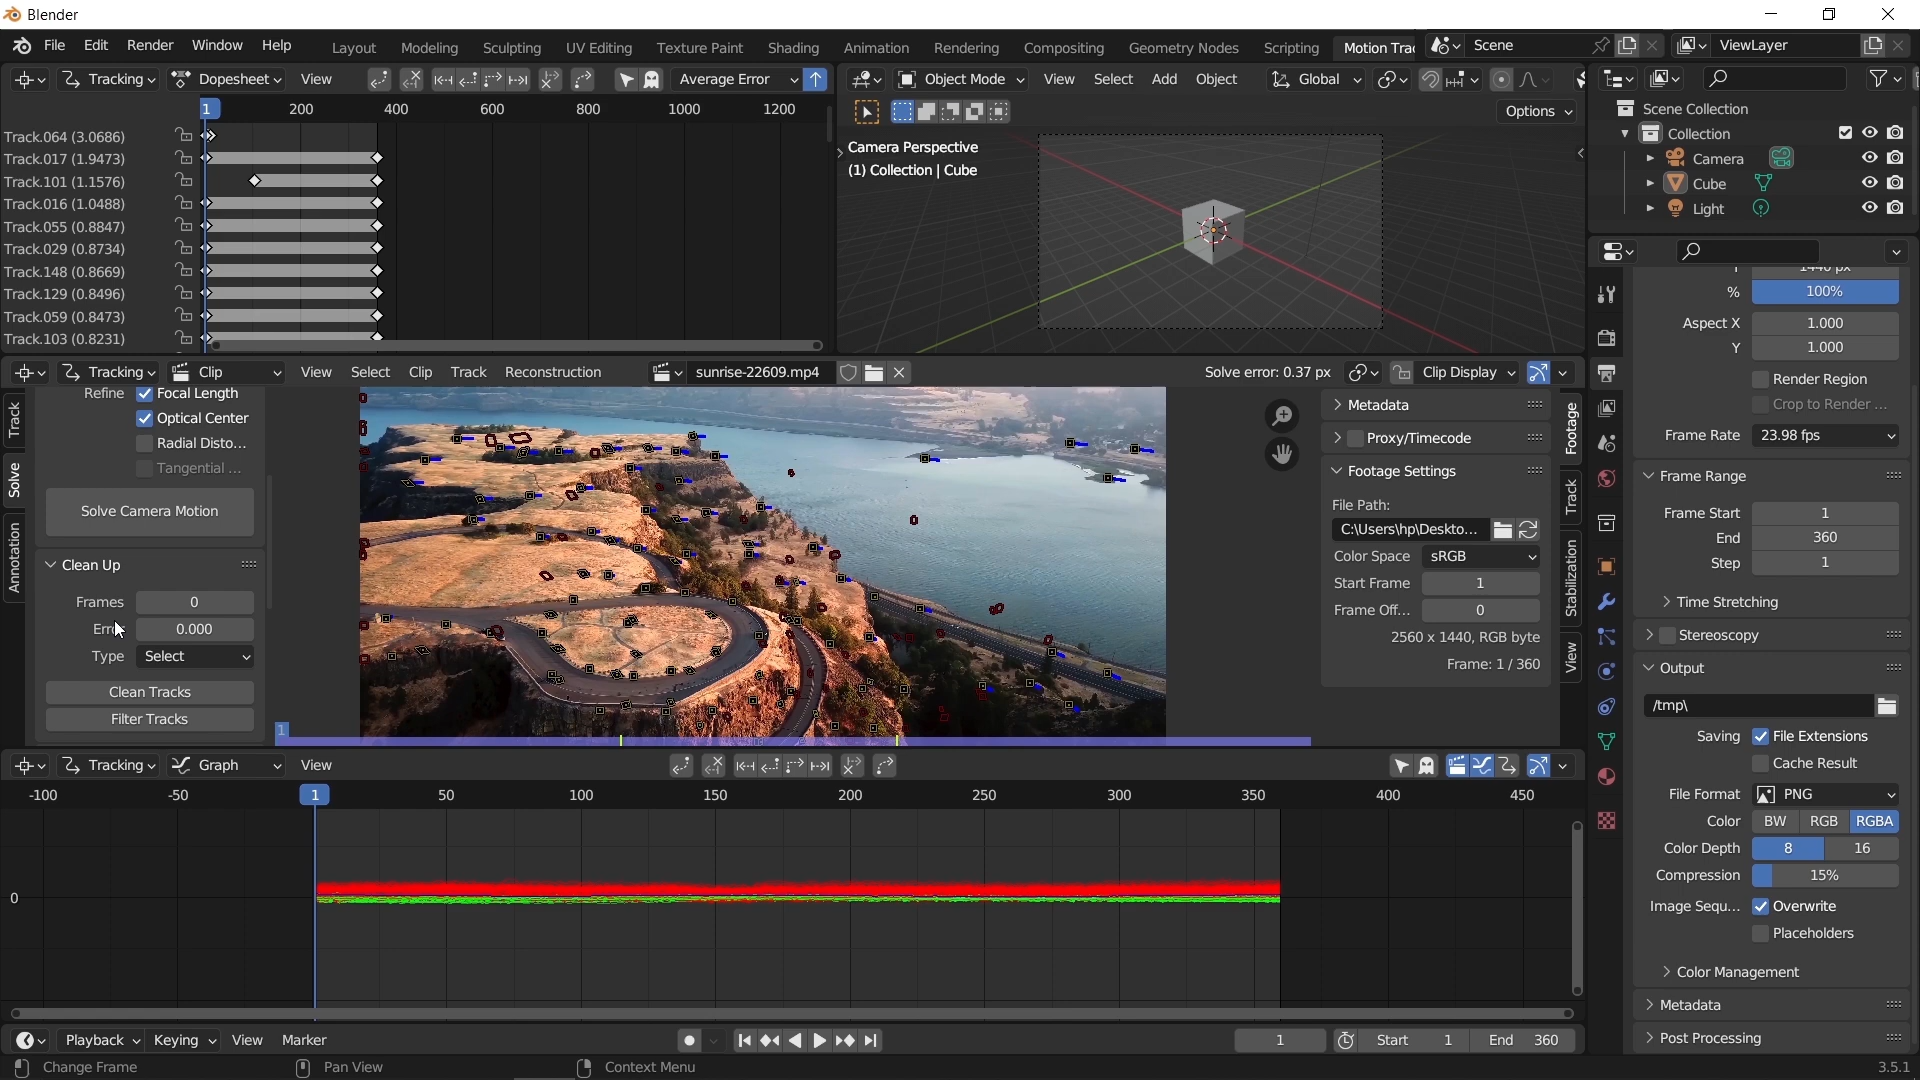 Blender
File Edit Render Window Help Layout Modeling Sculpting UV Editing Texture Paint Shading Animation Rendering Compositing Geometry Nodes Scripting Motion Trac Scene ViewLayer
Tracking Dopesheet View Average Error
1 200 400 600 800 1000 1200
Track.064 (3.0686)
Track.017 (1.9473)
Track.101 (1.1576)
Track.016 (1.0488)
Track.055 (0.8847)
Track.029 (0.8734)
Track.148 (0.8669)
Track.129 (0.8496)
Track.059 (0.8473)
Track.103 (0.8231)
Object Mode View Select Add Object Global
Options
Camera Perspective
(1) Collection | Cube
Scene Collection
Collection
Camera
Cube
Light
Tracking Clip View Select Clip Track Reconstruction sunrise-22609.mp4 Solve error: 0.37 px Clip Display
Track
Solve
Annotation
Refine Focal Length
Optical Center
Radial Disto...
Tangential ...
Solve Camera Motion
Clean Up
Frames 0
Err 0.000
Type Select
Clean Tracks
Filter Tracks
1
Metadata
Proxy/Timecode
Footage Settings
File Path:
C:\Users\hp\Deskto...
Color Space sRGB
Start Frame 1
Frame Off... 0
2560 x 1440, RGB byte
Frame: 1 / 360
Footage
Track
Stabilization
View
1440 px
% 100%
Aspect X 1.000
Y 1.000
Render Region
Crop to Render ...
Frame Rate 23.98 fps
Frame Range
Frame Start 1
End 360
Step 1
Time Stretching
Stereoscopy
Output
/tmp\
Saving File Extensions
Cache Result
File Format PNG
Color BW RGB RGBA
Color Depth 8 16
Compression 15%
Image Sequ... Overwrite
Placeholders
Color Management
Metadata
Post Processing
Tracking Graph View
-100 -50 1 50 100 150 200 250 300 350 400 450
0
Playback Keying View Marker 1 Start 1 End 360
Change Frame Pan View Context Menu 3.5.1